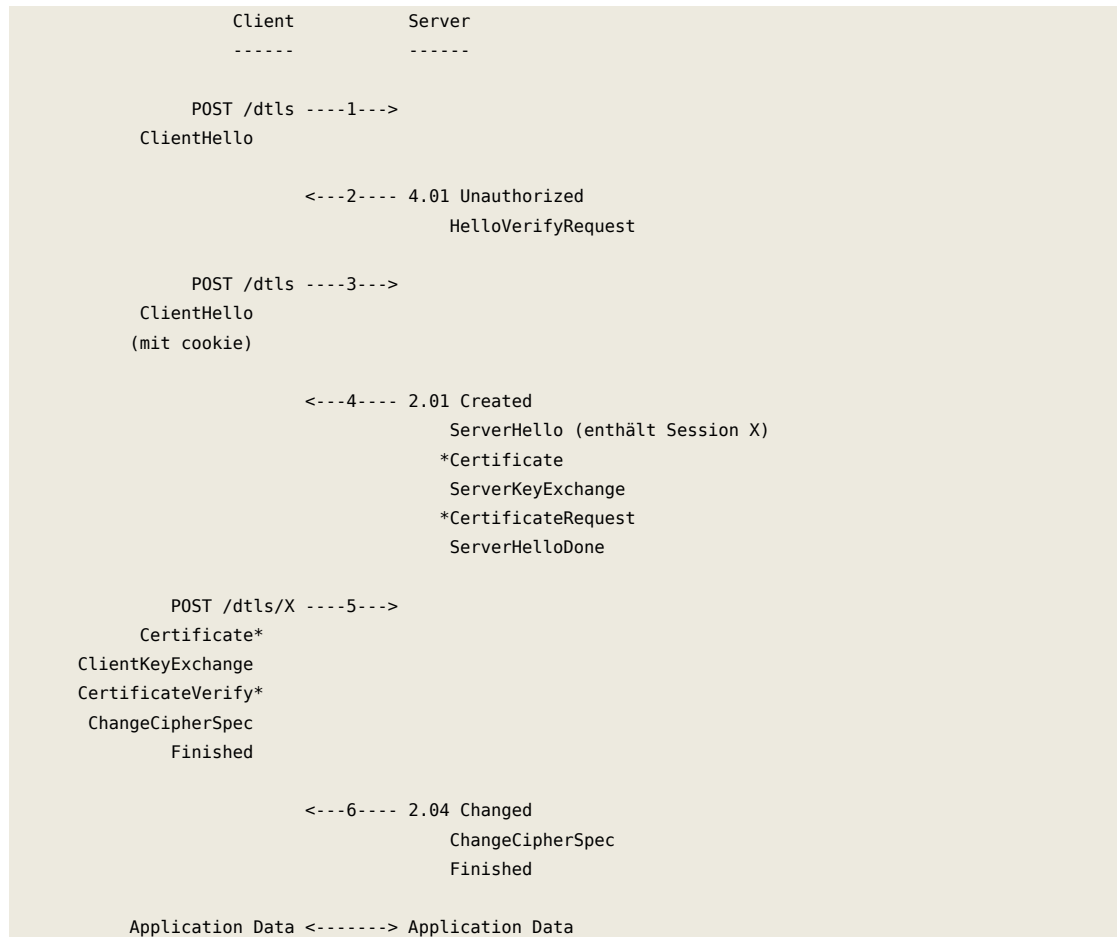 Client Server
------ ------
POST /dtls ----1--->
ClientHello
<---2---- 4.01 Unauthorized
HelloVerifyRequest
POST /dtls ----3--->
ClientHello
(mit cookie)
<---4---- 2.01 Created
ServerHello (enthält Session X)
*Certificate
ServerKeyExchange
*CertificateRequest
ServerHelloDone
POST /dtls/X ----5--->
Certificate*
ClientKeyExchange
CertificateVerify*
ChangeCipherSpec
Finished
<---6---- 2.04 Changed
ChangeCipherSpec
Finished
Application Data <-------> Application Data